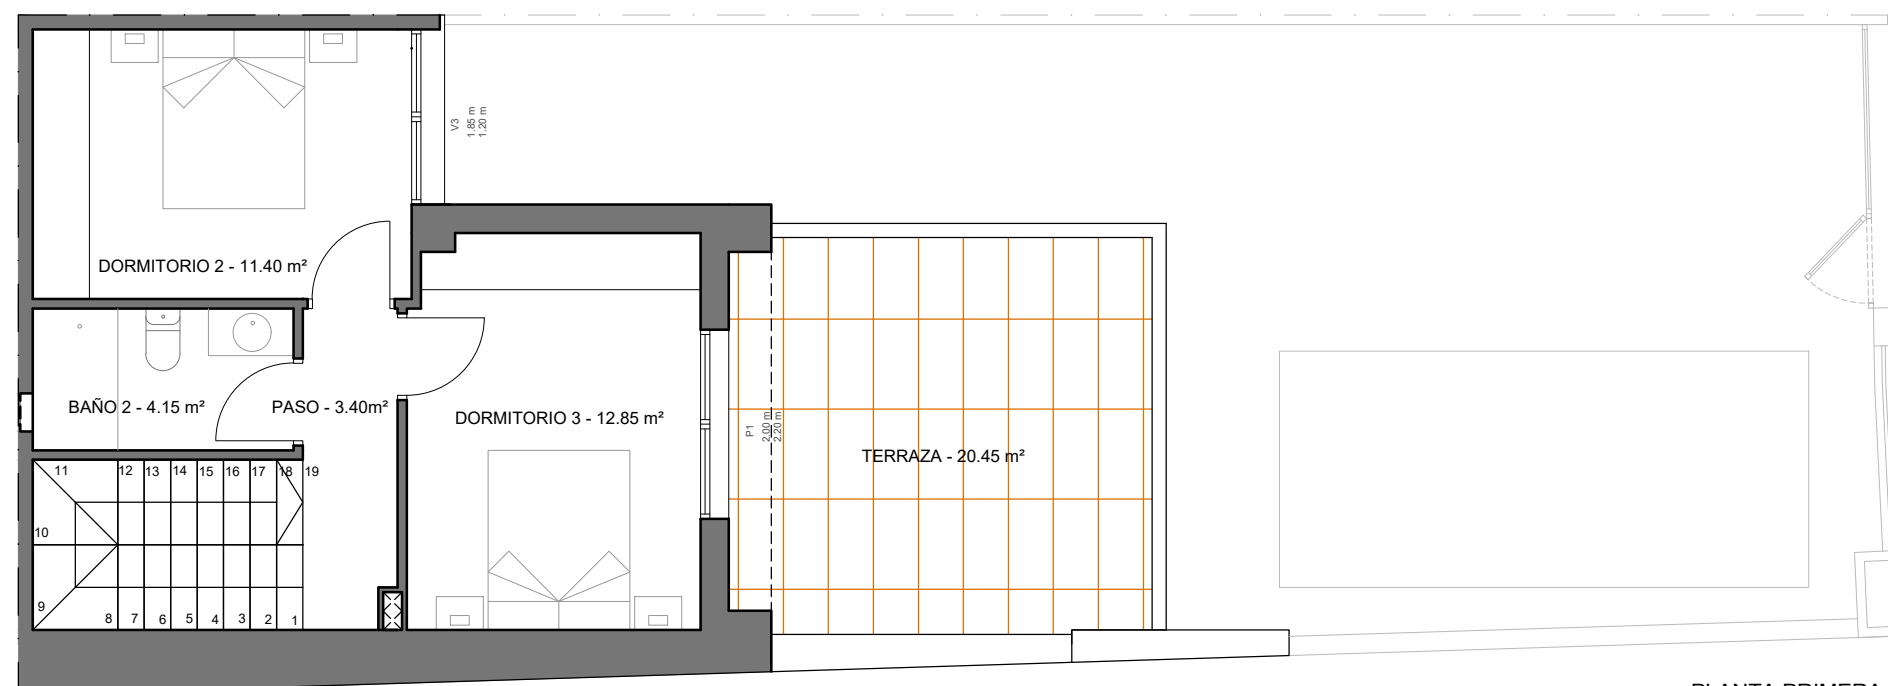 V3
1.85 m
1.20 m
DORMITORIO 2 - 11.40 m²
BAÑO 2 - 4.15 m²
PASO - 3.40m²
DORMITORIO 3 - 12.85 m²
P1
2.00 m
2.20 m
TERRAZA - 20.45 m²
11 12 13 14 15 16 17 18 19
10
9 8 7 6 5 4 3 2 1
PLANTA PRIMERA